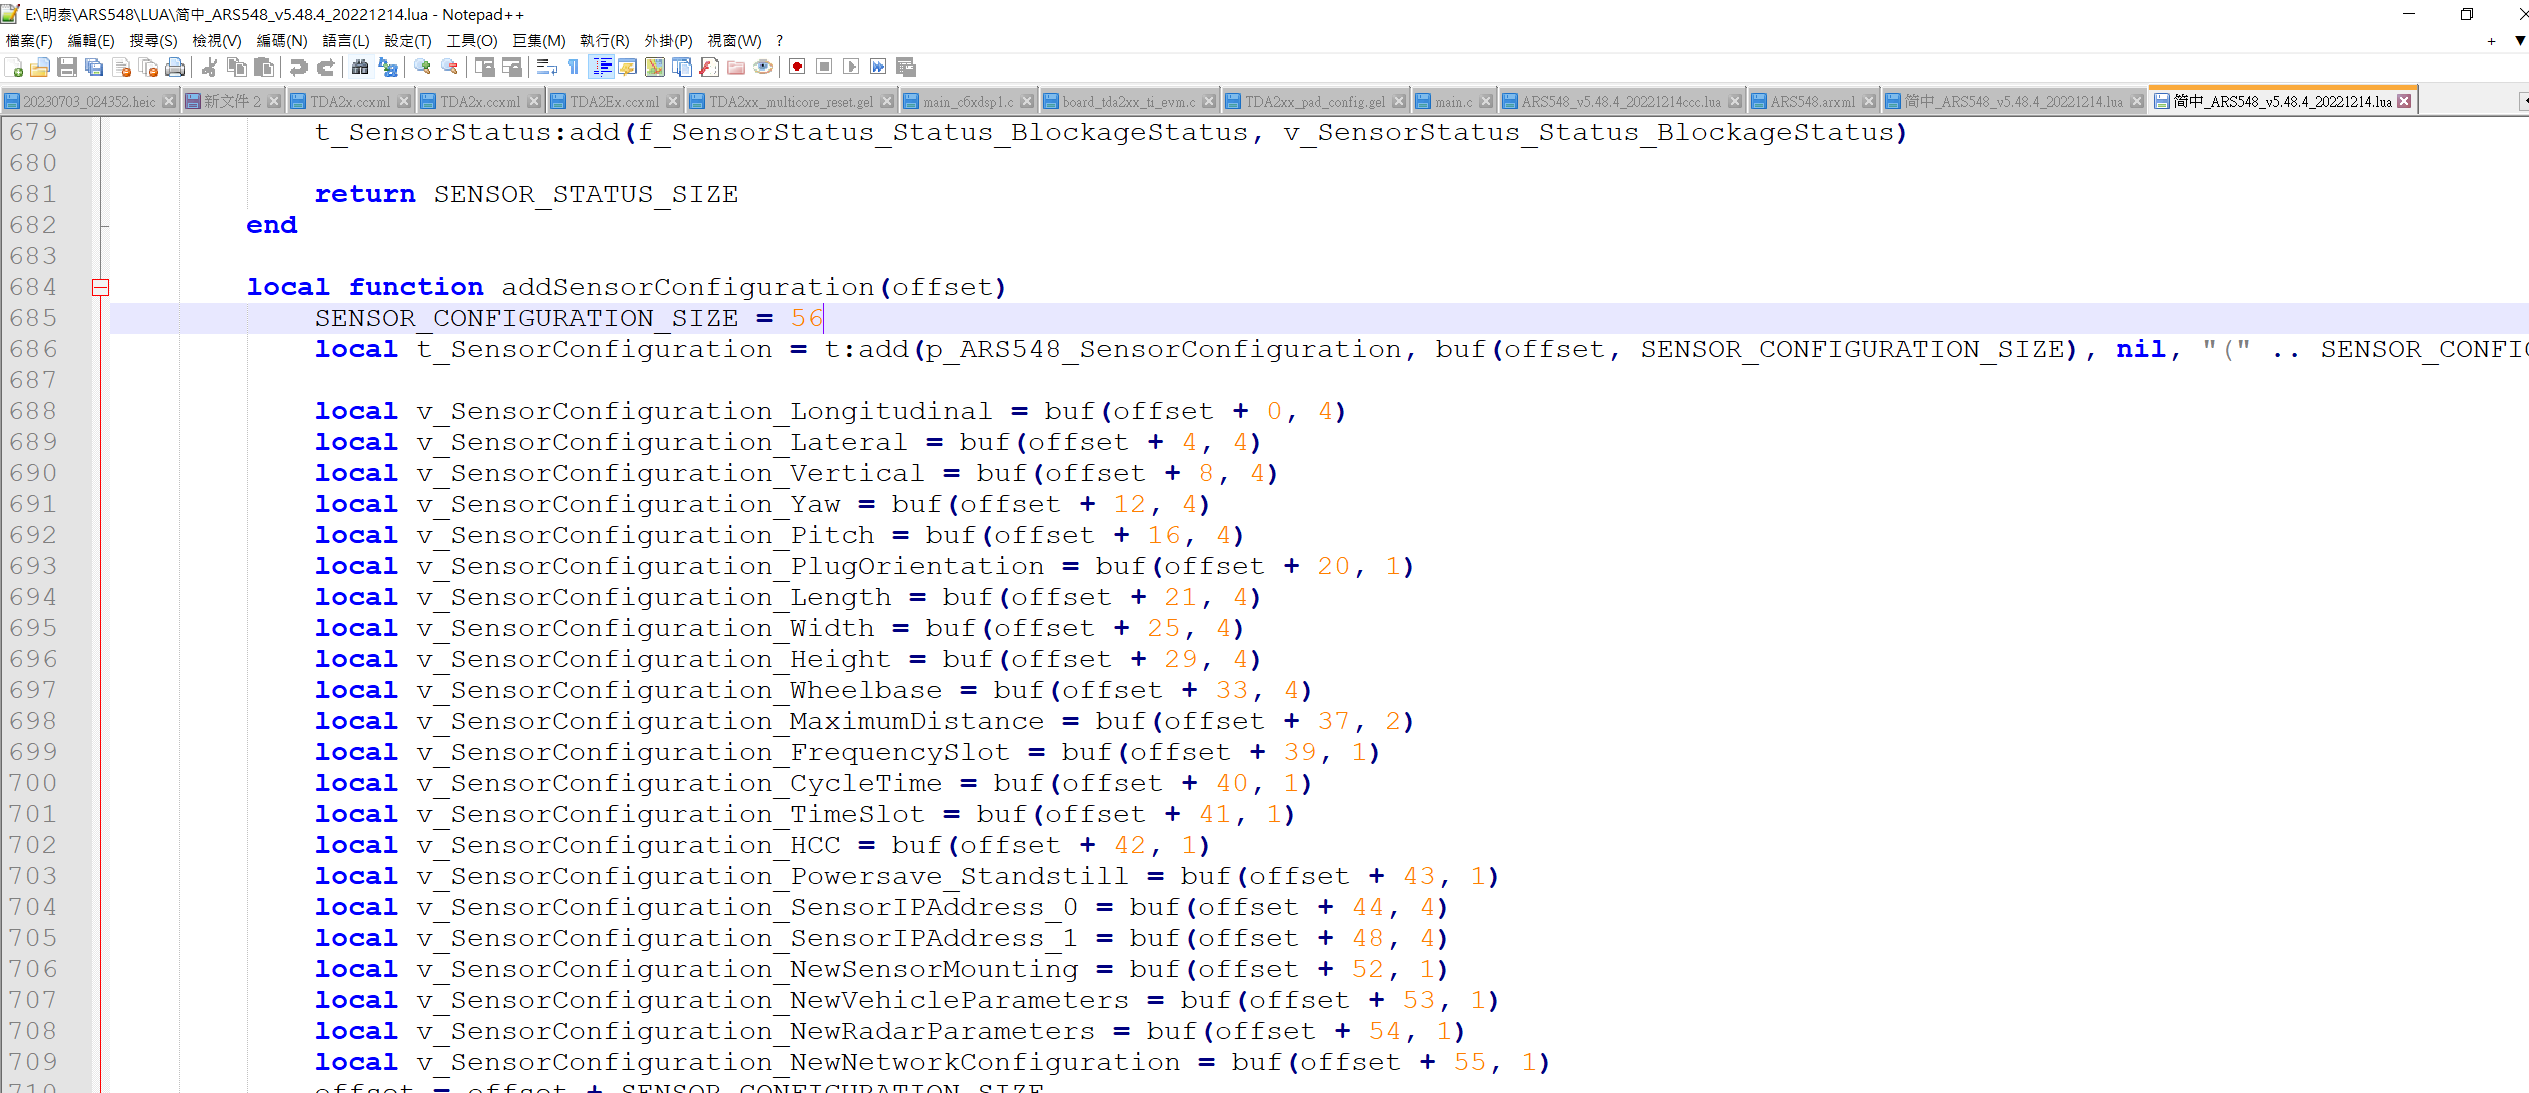 E:\明泰\ARS548\LUA\简中_ARS548_v5.48.4_20221214.lua - Notepad++
檔案(F) 編輯(E) 搜尋(S) 檢視(V) 編碼(N) 語言(L) 設定(T) 工具(O) 巨集(M) 執行(R) 外掛(P) 視窗(W) ?
20230703_024352.heic 新文件 2 TDA2x.ccxml TDA2x.ccxml TDA2Ex.ccxml TDA2xx_multicore_reset.gel main_c6xdsp1.c board_tda2xx_ti_evm.c TDA2xx_pad_config.gel main.c ARS548_v5.48.4_20221214ccc.lua ARS548.arxml 简中_ARS548_v5.48.4_20221214.lua 简中_ARS548_v5.48.4_20221214.lua
679 t_SensorStatus:add(f_SensorStatus_Status_BlockageStatus, v_SensorStatus_Status_BlockageStatus)
680
681 return SENSOR_STATUS_SIZE
682 end
683
684 local function addSensorConfiguration(offset)
685 SENSOR_CONFIGURATION_SIZE = 56
686 local t_SensorConfiguration = t:add(p_ARS548_SensorConfiguration, buf(offset, SENSOR_CONFIGURATION_SIZE), nil, "(" .. SENSOR_CONFIG
687
688 local v_SensorConfiguration_Longitudinal = buf(offset + 0, 4)
689 local v_SensorConfiguration_Lateral = buf(offset + 4, 4)
690 local v_SensorConfiguration_Vertical = buf(offset + 8, 4)
691 local v_SensorConfiguration_Yaw = buf(offset + 12, 4)
692 local v_SensorConfiguration_Pitch = buf(offset + 16, 4)
693 local v_SensorConfiguration_PlugOrientation = buf(offset + 20, 1)
694 local v_SensorConfiguration_Length = buf(offset + 21, 4)
695 local v_SensorConfiguration_Width = buf(offset + 25, 4)
696 local v_SensorConfiguration_Height = buf(offset + 29, 4)
697 local v_SensorConfiguration_Wheelbase = buf(offset + 33, 4)
698 local v_SensorConfiguration_MaximumDistance = buf(offset + 37, 2)
699 local v_SensorConfiguration_FrequencySlot = buf(offset + 39, 1)
700 local v_SensorConfiguration_CycleTime = buf(offset + 40, 1)
701 local v_SensorConfiguration_TimeSlot = buf(offset + 41, 1)
702 local v_SensorConfiguration_HCC = buf(offset + 42, 1)
703 local v_SensorConfiguration_Powersave_Standstill = buf(offset + 43, 1)
704 local v_SensorConfiguration_SensorIPAddress_0 = buf(offset + 44, 4)
705 local v_SensorConfiguration_SensorIPAddress_1 = buf(offset + 48, 4)
706 local v_SensorConfiguration_NewSensorMounting = buf(offset + 52, 1)
707 local v_SensorConfiguration_NewVehicleParameters = buf(offset + 53, 1)
708 local v_SensorConfiguration_NewRadarParameters = buf(offset + 54, 1)
709 local v_SensorConfiguration_NewNetworkConfiguration = buf(offset + 55, 1)
710 offset = offset + SENSOR_CONFIGURATION_SIZE